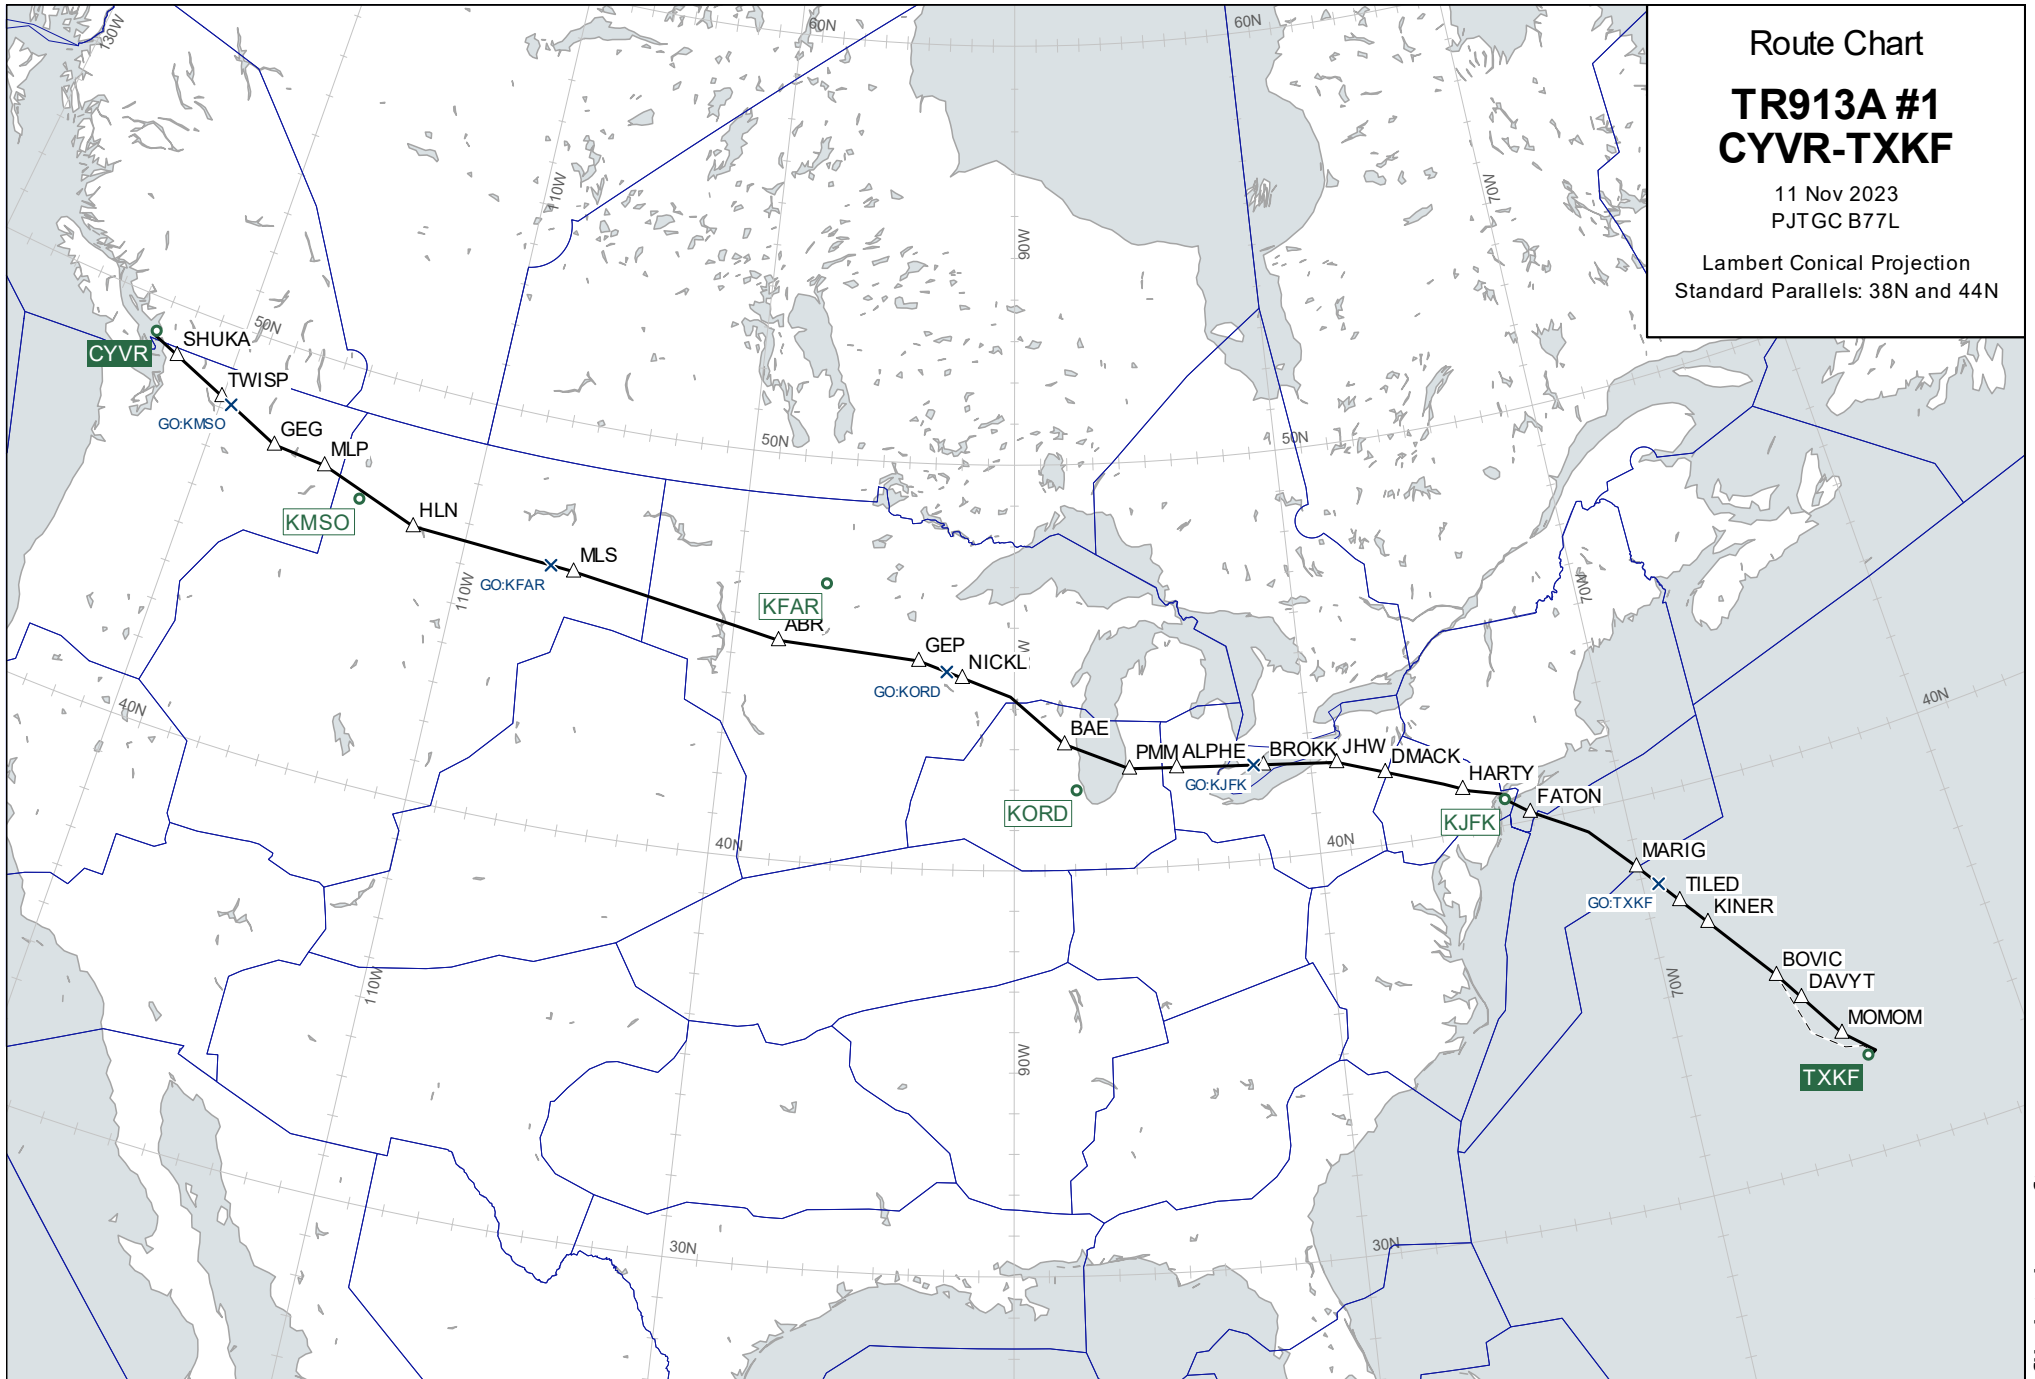 Route Chart
TR913A #1
CYVR-TXKF
11 Nov 2023
PJTGC B77L
Lambert Conical Projection
Standard Parallels: 38N and 44N
130W
60N
60N
110W
70W
90W
50N
CYVR
SHUKA
TWISP
GO:KMSO
GEG
MLP
50N
50N
KMSO
HLN
MLS
GO:KFAR
110W
KFAR
ABR
GEP
NICKL
W
GO:KORD
70W
40N
40N
BAE
PMM
ALPHE
BROKK
JHW
DMACK
GO:KJFK
HARTY
KORD
KJFK
FATON
40N
40N
MARIG
TILED
GO:TXKF
KINER
110W
70W
BOVIC
DAVYT
MOMOM
90W
TXKF
30N
30N